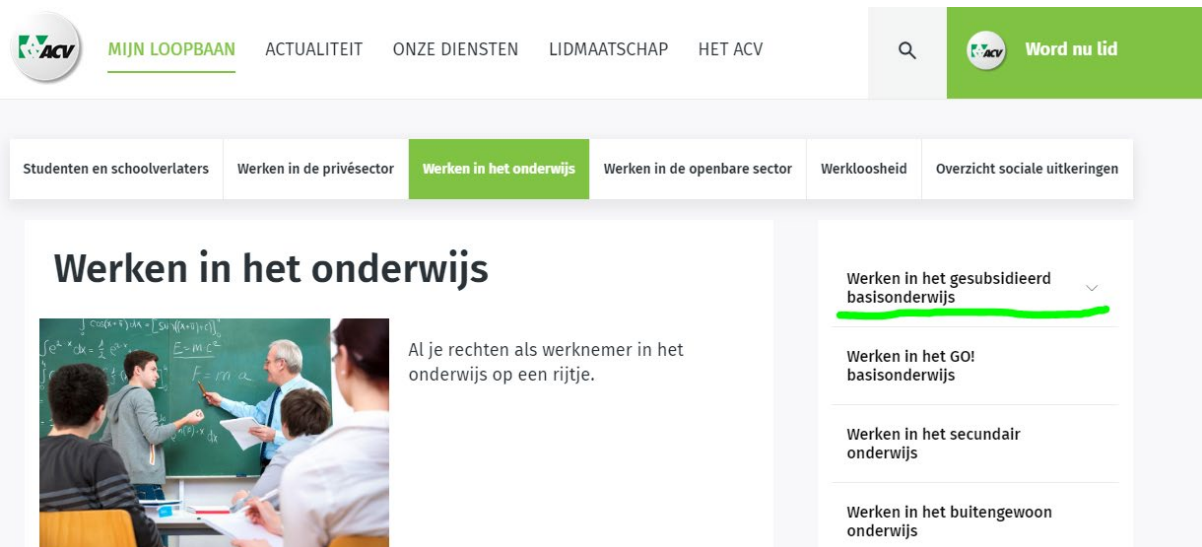 ACV
MIJN LOOPBAAN ACTUALITEIT ONZE DIENSTEN LIDMAATSCHAP HET ACV
ACV Word nu lid
Studenten en schoolverlaters Werken in de privésector Werken in het onderwijs Werken in de openbare sector Werkloosheid Overzicht sociale uitkeringen
Werken in het onderwijs
E=mc²
F=ma
Al je rechten als werknemer in het
onderwijs op een rijtje.
Werken in het gesubsidieerd
basisonderwijs
Werken in het GO!
basisonderwijs
Werken in het secundair
onderwijs
Werken in het buitengewoon
onderwijs